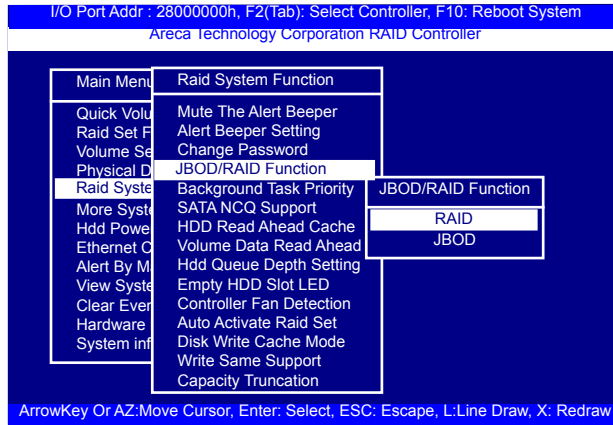 I/O Port Addr : 28000000h, F2(Tab): Select Controller, F10: Reboot System
Areca Technology Corporation RAID Controller
Main Menu
Quick Volu
Raid Set F
Volume Se
Physical D
Raid Syste
More Syste
Hdd Powe
Ethernet C
Alert By M
View Syste
Clear Even
Hardware
System inf
Raid System Function
Mute The Alert Beeper
Alert Beeper Setting
Change Password
JBOD/RAID Function
Background Task Priority
SATA NCQ Support
HDD Read Ahead Cache
Volume Data Read Ahead
Hdd Queue Depth Setting
Empty HDD Slot LED
Controller Fan Detection
Auto Activate Raid Set
Disk Write Cache Mode
Write Same Support
Capacity Truncation
JBOD/RAID Function
RAID
JBOD
ArrowKey Or AZ:Move Cursor, Enter: Select, ESC: Escape, L:Line Draw, X: Redraw